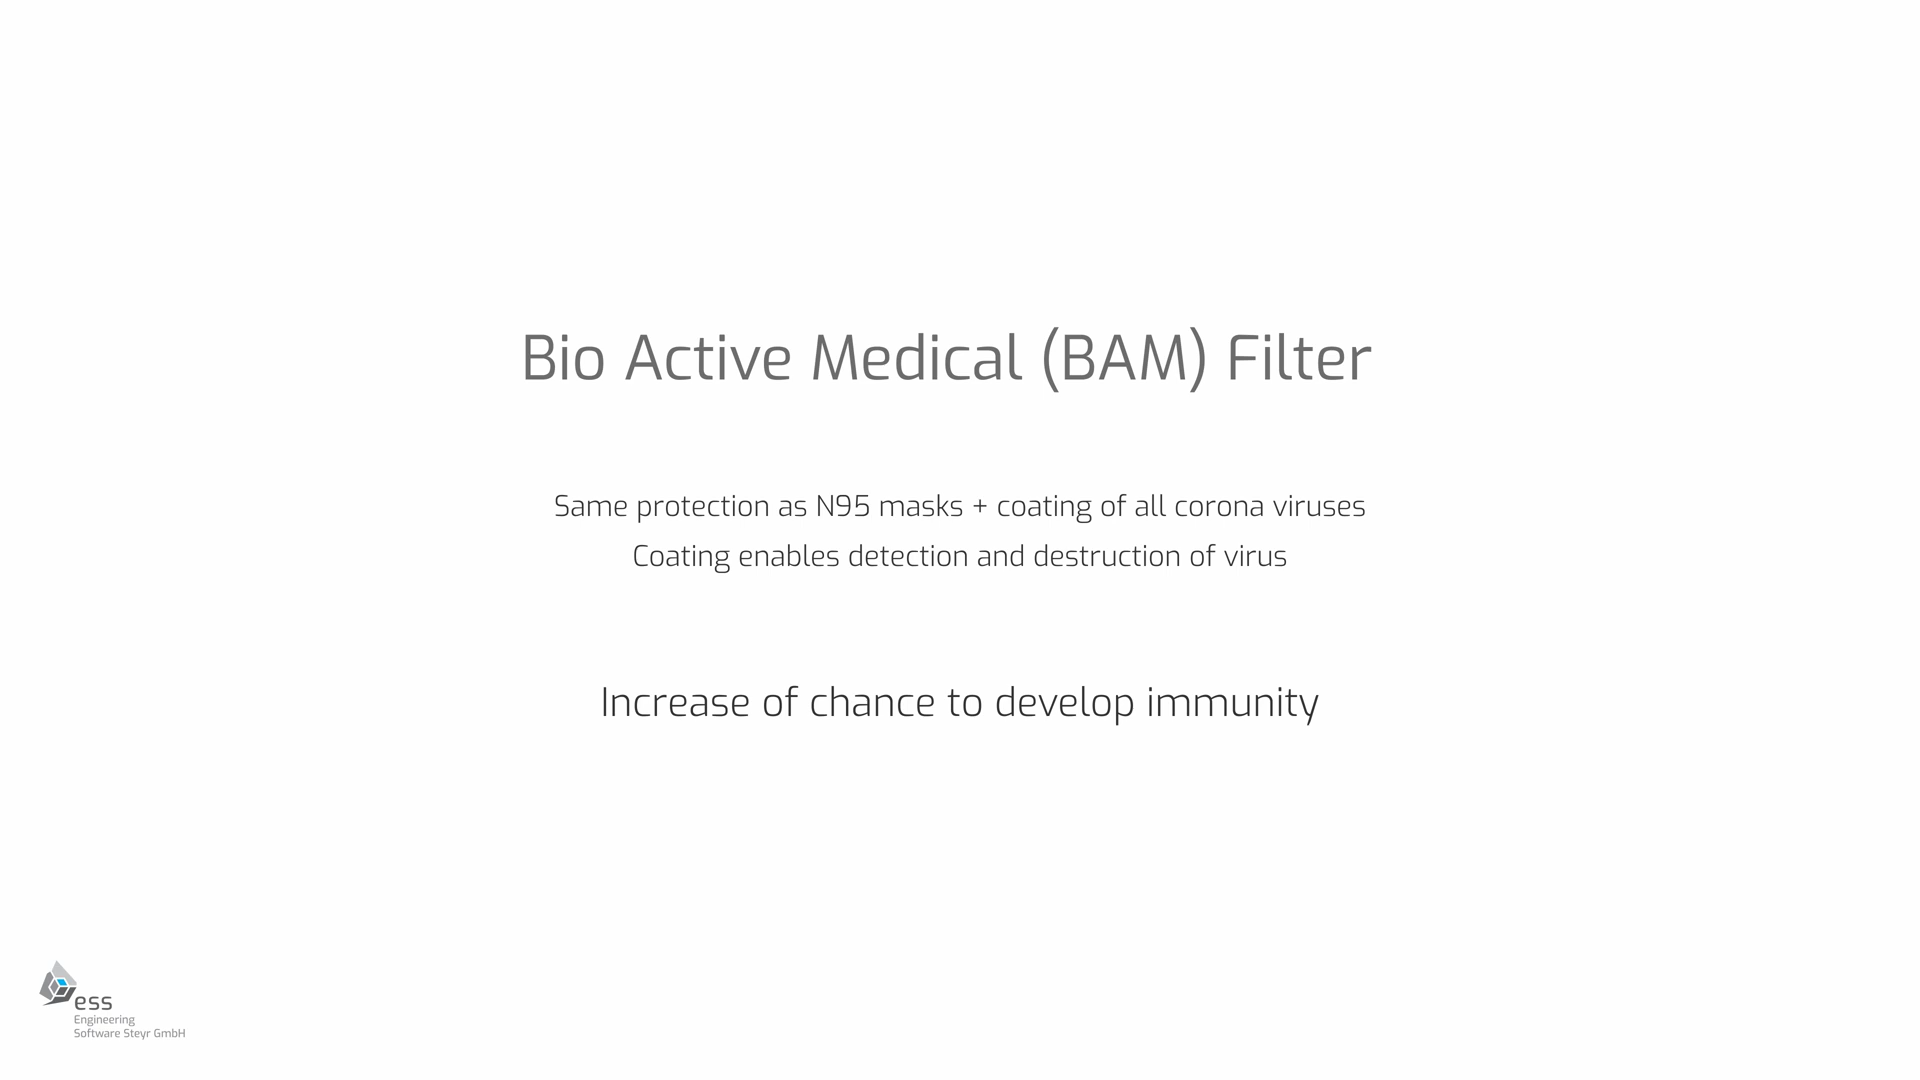 Bio Active Medical (BAM) Filter
Same protection as N95 masks + coating of all corona viruses
Coating enables detection and destruction of virus
Increase of chance to develop immunity
ess
Engineering
Software Steyr GmbH